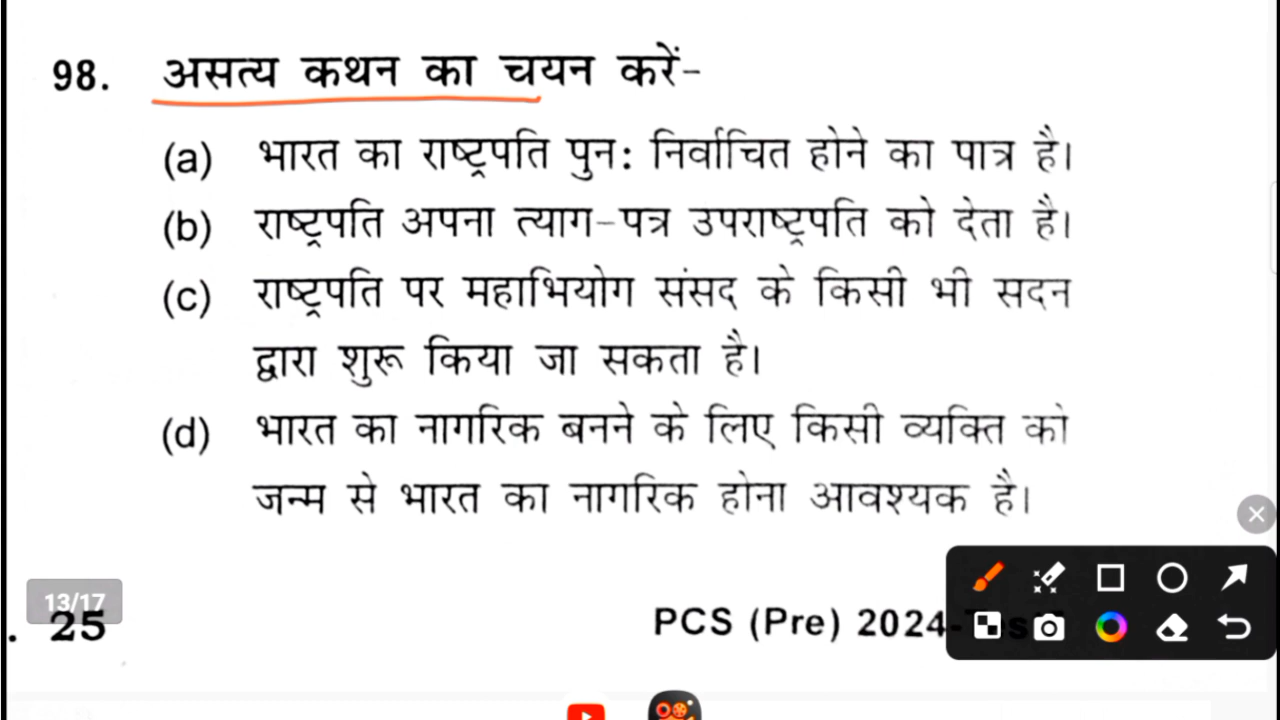 98. असत्य कथन का चयन करें-
(a) भारत का राष्ट्रपति पुनः निर्वाचित होने का पात्र है।
(b) राष्ट्रपति अपना त्याग-पत्र उपराष्ट्रपति को देता है।
(c) राष्ट्रपति पर महाभियोग संसद के किसी भी सदन
द्वारा शुरू किया जा सकता है।
(d) भारत का नागरिक बनने के लिए किसी व्यक्ति को
जन्म से भारत का नागरिक होना आवश्यक है।
13/17
. 25
PCS (Pre) 2024-